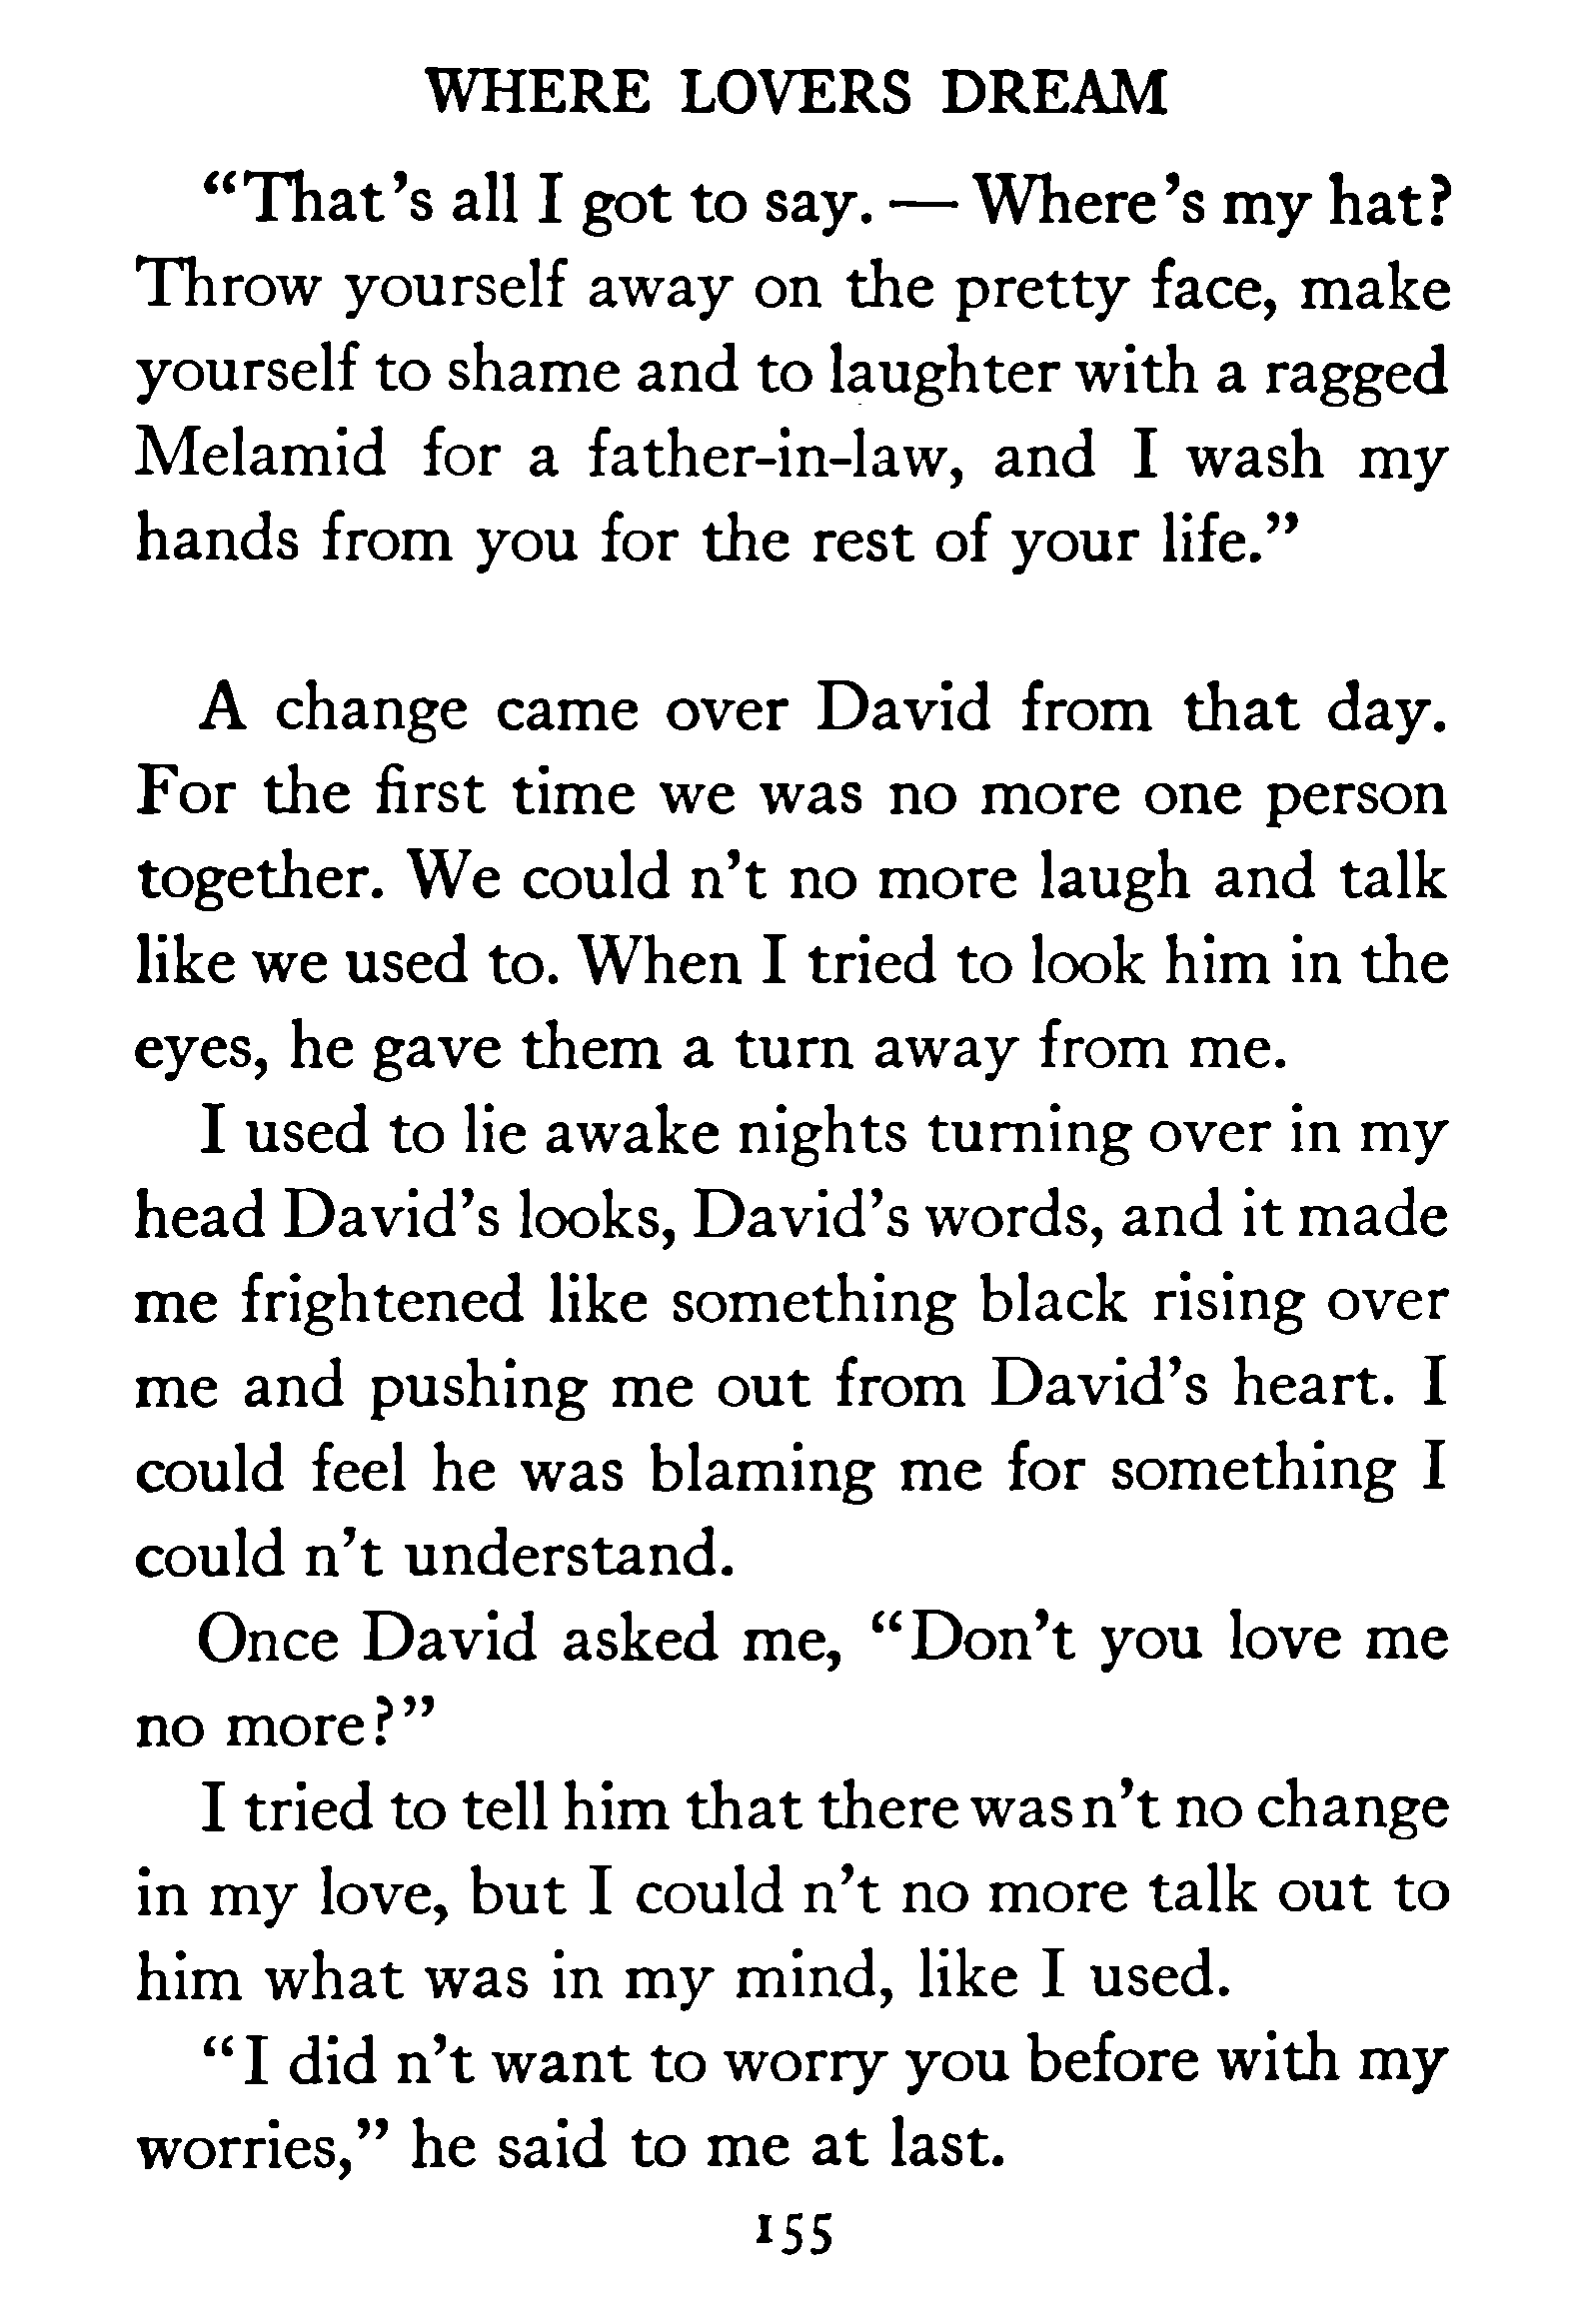 WHERE LOVERS DREAM
“That’s all I got to say. — Where’s my hat?
Throw yourself away on the pretty face, make
yourself to shame and to laughter with a ragged
Melamid for a father-in-law, and I wash my
hands from you for the rest of your life.”
A change came over David from that day.
For the first time we was no more one person
together. We could n’t no more laugh and talk
like we used to. When I tried to look him in the
eyes, he gave them a turn away from me.
I used to lie awake nights turning over in my
head David’s looks, David’s words, and it made
me frightened like something black rising over
me and pushing me out from David’s heart. I
could feel he was blaming me for something I
could n’t understand.
Once David asked me, “Don’t you love me
no more?”
I tried to tell him that there wasn’t no change
in my love, but I could n’t no more talk out to
him what was in my mind, like I used.
“I did n’t want to worry you before with my
worries,” he said to me at last.
155